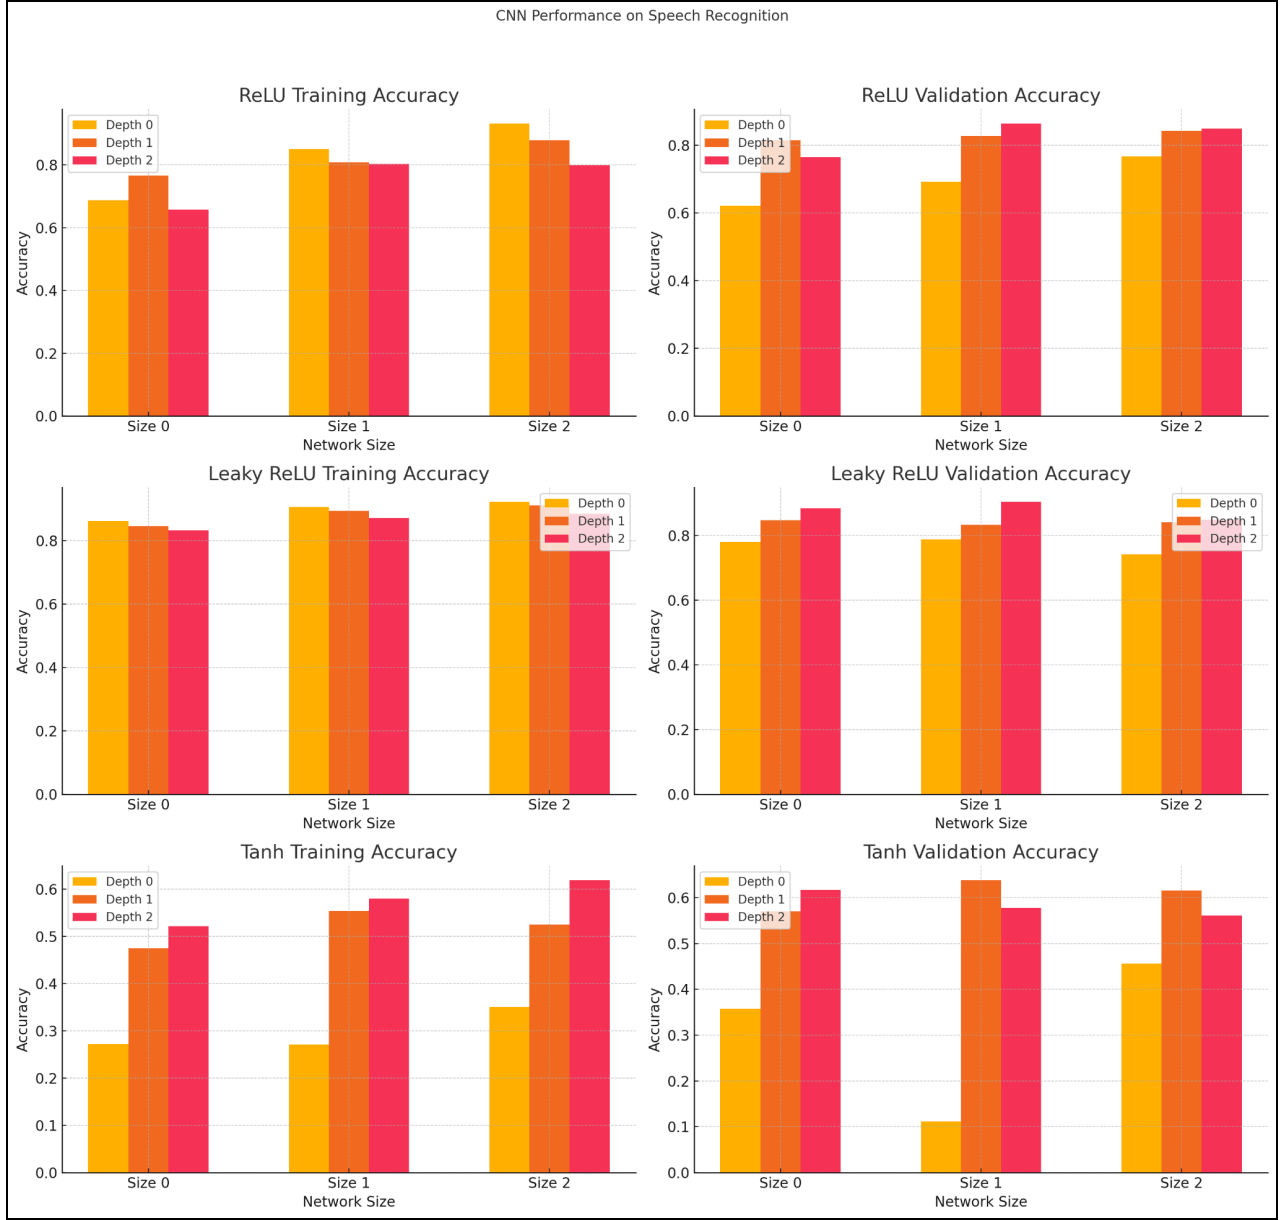 CNN Performance on Speech Recognition
ReLU Training Accuracy
Depth 0
Depth 1
Depth 2
Accuracy
0.8
0.6
0.4
0.2
0.0
Size 0
Size 1
Size 2
Network Size
ReLU Validation Accuracy
Depth 0
Depth 1
Depth 2
Accuracy
0.8
0.6
0.4
0.2
0.0
Size 0
Size 1
Size 2
Network Size
Leaky ReLU Training Accuracy
Depth 0
Depth 1
Depth 2
Accuracy
0.8
0.6
0.4
0.2
0.0
Size 0
Size 1
Size 2
Network Size
Leaky ReLU Validation Accuracy
Depth 0
Depth 1
Depth 2
Accuracy
0.8
0.6
0.4
0.2
0.0
Size 0
Size 1
Size 2
Network Size
Tanh Training Accuracy
Depth 0
Depth 1
Depth 2
Accuracy
0.6
0.5
0.4
0.3
0.2
0.1
0.0
Size 0
Size 1
Size 2
Network Size
Tanh Validation Accuracy
Depth 0
Depth 1
Depth 2
Accuracy
0.6
0.5
0.4
0.3
0.2
0.1
0.0
Size 0
Size 1
Size 2
Network Size